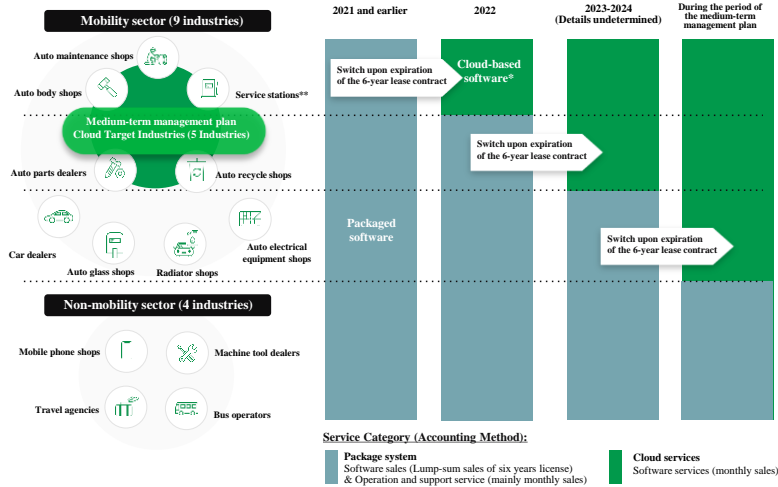 Mobility sector (9 industries)
Auto maintenance shops
Auto body shops
Service stations**
Medium-term management plan
Cloud Target Industries (5 Industries)
Auto parts dealers
Auto recycle shops
Car dealers
Auto glass shops
Radiator shops
Auto electrical
equipment shops
Non-mobility sector (4 industries)
Mobile phone shops
Machine tool dealers
Travel agencies
Bus operators
2021 and earlier
2022
2023-2024
(Details undetermined)
During the period of
the medium-term
management plan
Switch upon expiration
of the 6-year lease contract
Cloud-based
software*
Switch upon expiration
of the 6-year lease contract
Packaged
software
Switch upon expiration
of the 6-year lease contract
Service Category (Accounting Method):
Package system
Software sales (Lump-sum sales of six years license)
& Operation and support service (mainly monthly sales)
Cloud services
Software services (monthly sales)